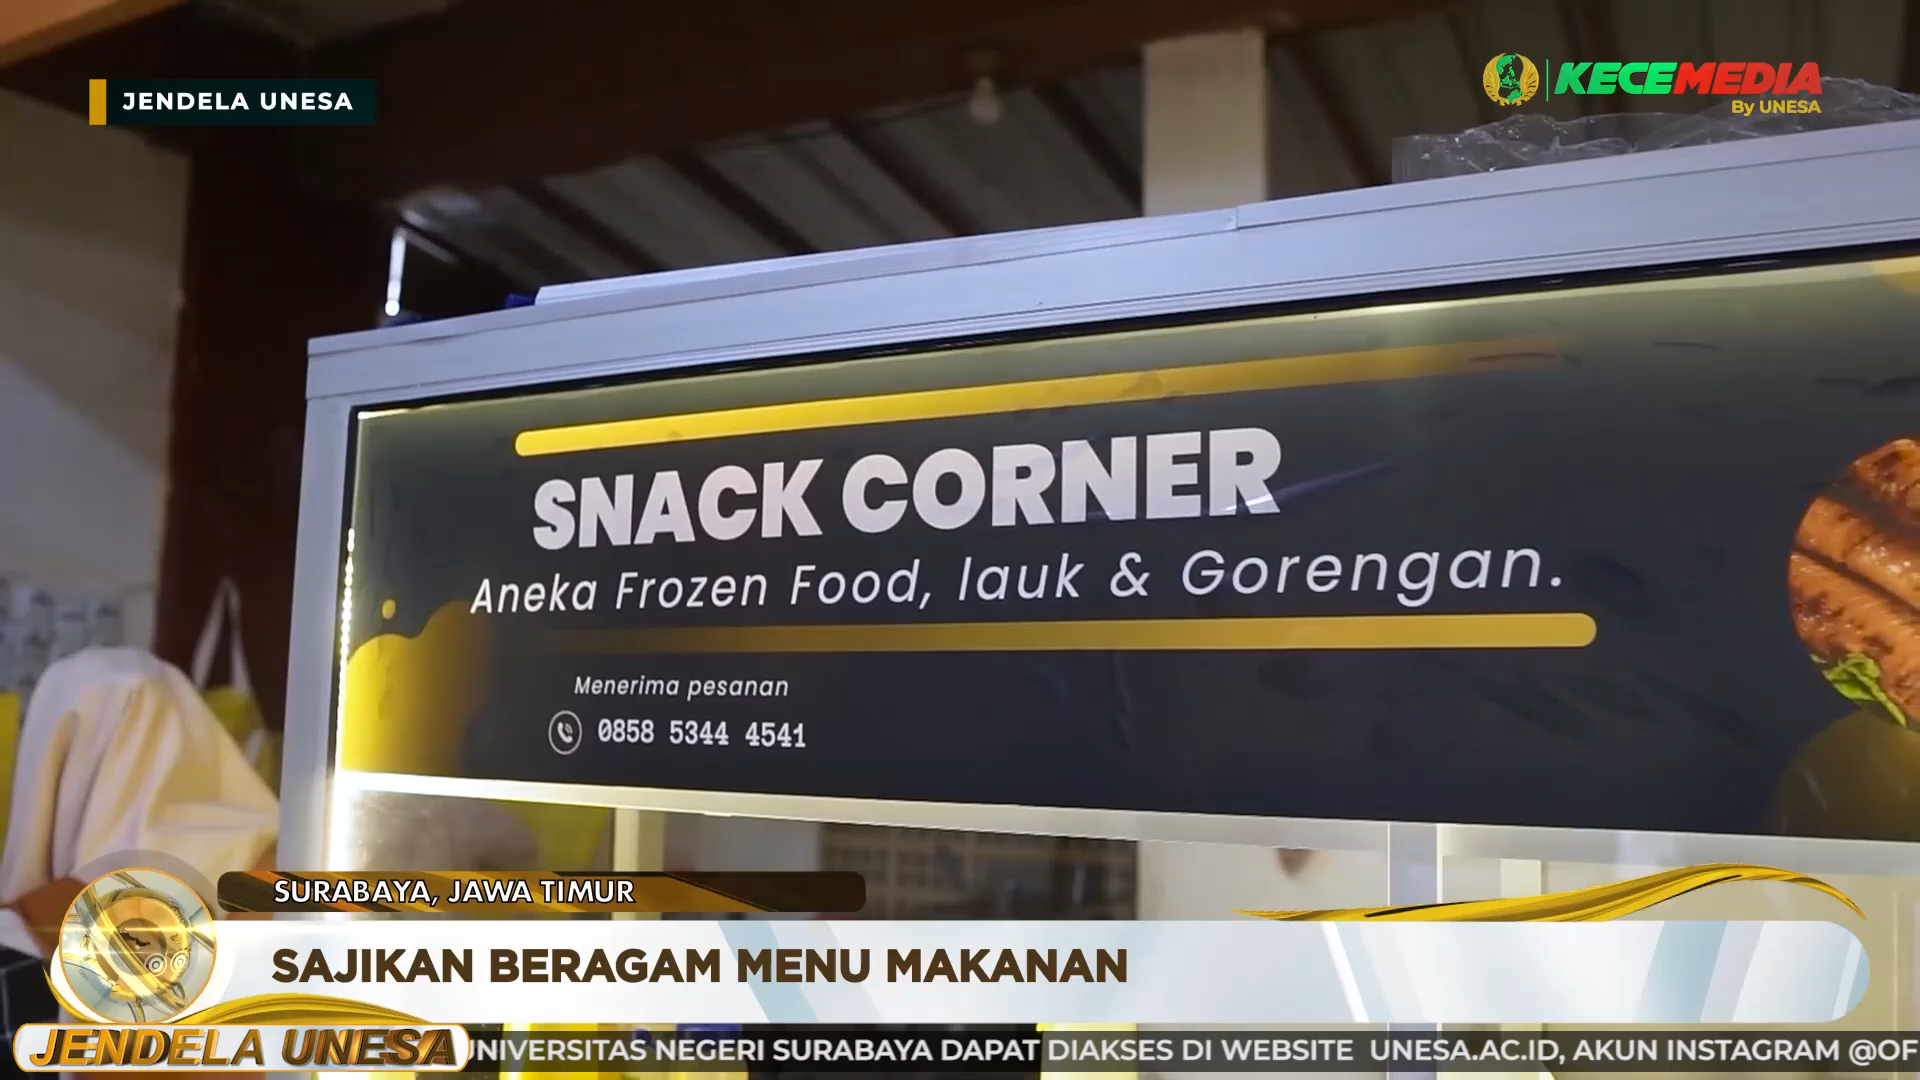 JENDELA UNESA
KECEMEDIA
By UNESA
SNACK CORNER
Aneka Frozen Food, lauk & Gorengan.
Menerima pesanan
0858 5344 4541
SURABAYA, JAWA TIMUR
SAJIKAN BERAGAM MENU MAKANAN
JENDELA UNESA
UNIVERSITAS NEGERI SURABAYA DAPAT DIAKSES DI WEBSITE UNESA.AC.ID, AKUN INSTAGRAM @OF